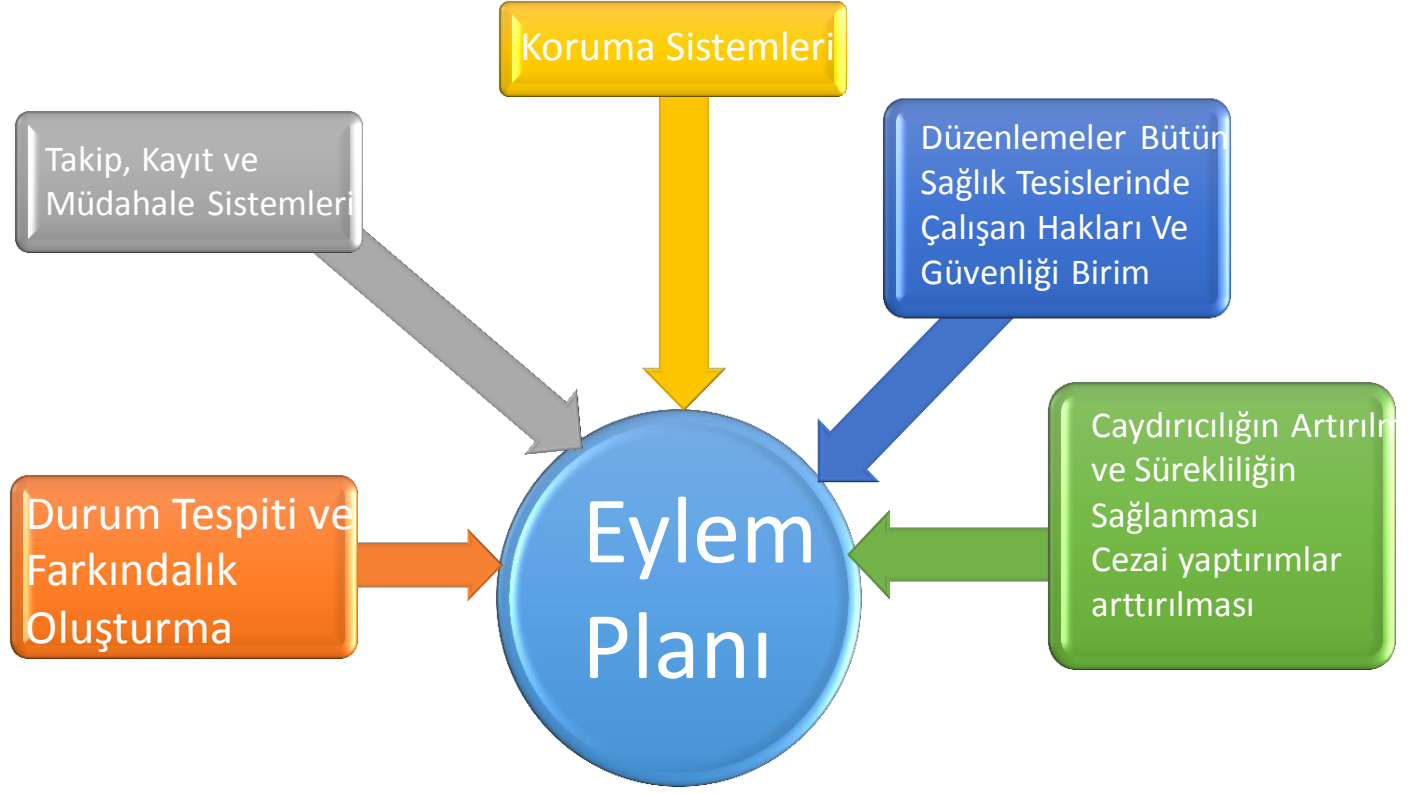 Koruma Sistemleri
Takip, Kayıt ve
Müdahale Sistemleri
Düzenlemeler Bütün
Sağlık Tesislerinde
Çalışan Hakları Ve
Güvenliği Birim
Durum Tespiti ve
Farkındalık
Oluşturma
Eylem
Planı
Caydırıcılığın
ve Sürekliliğin
Sağlanması
Cezai yaptırımlar
arttırılması